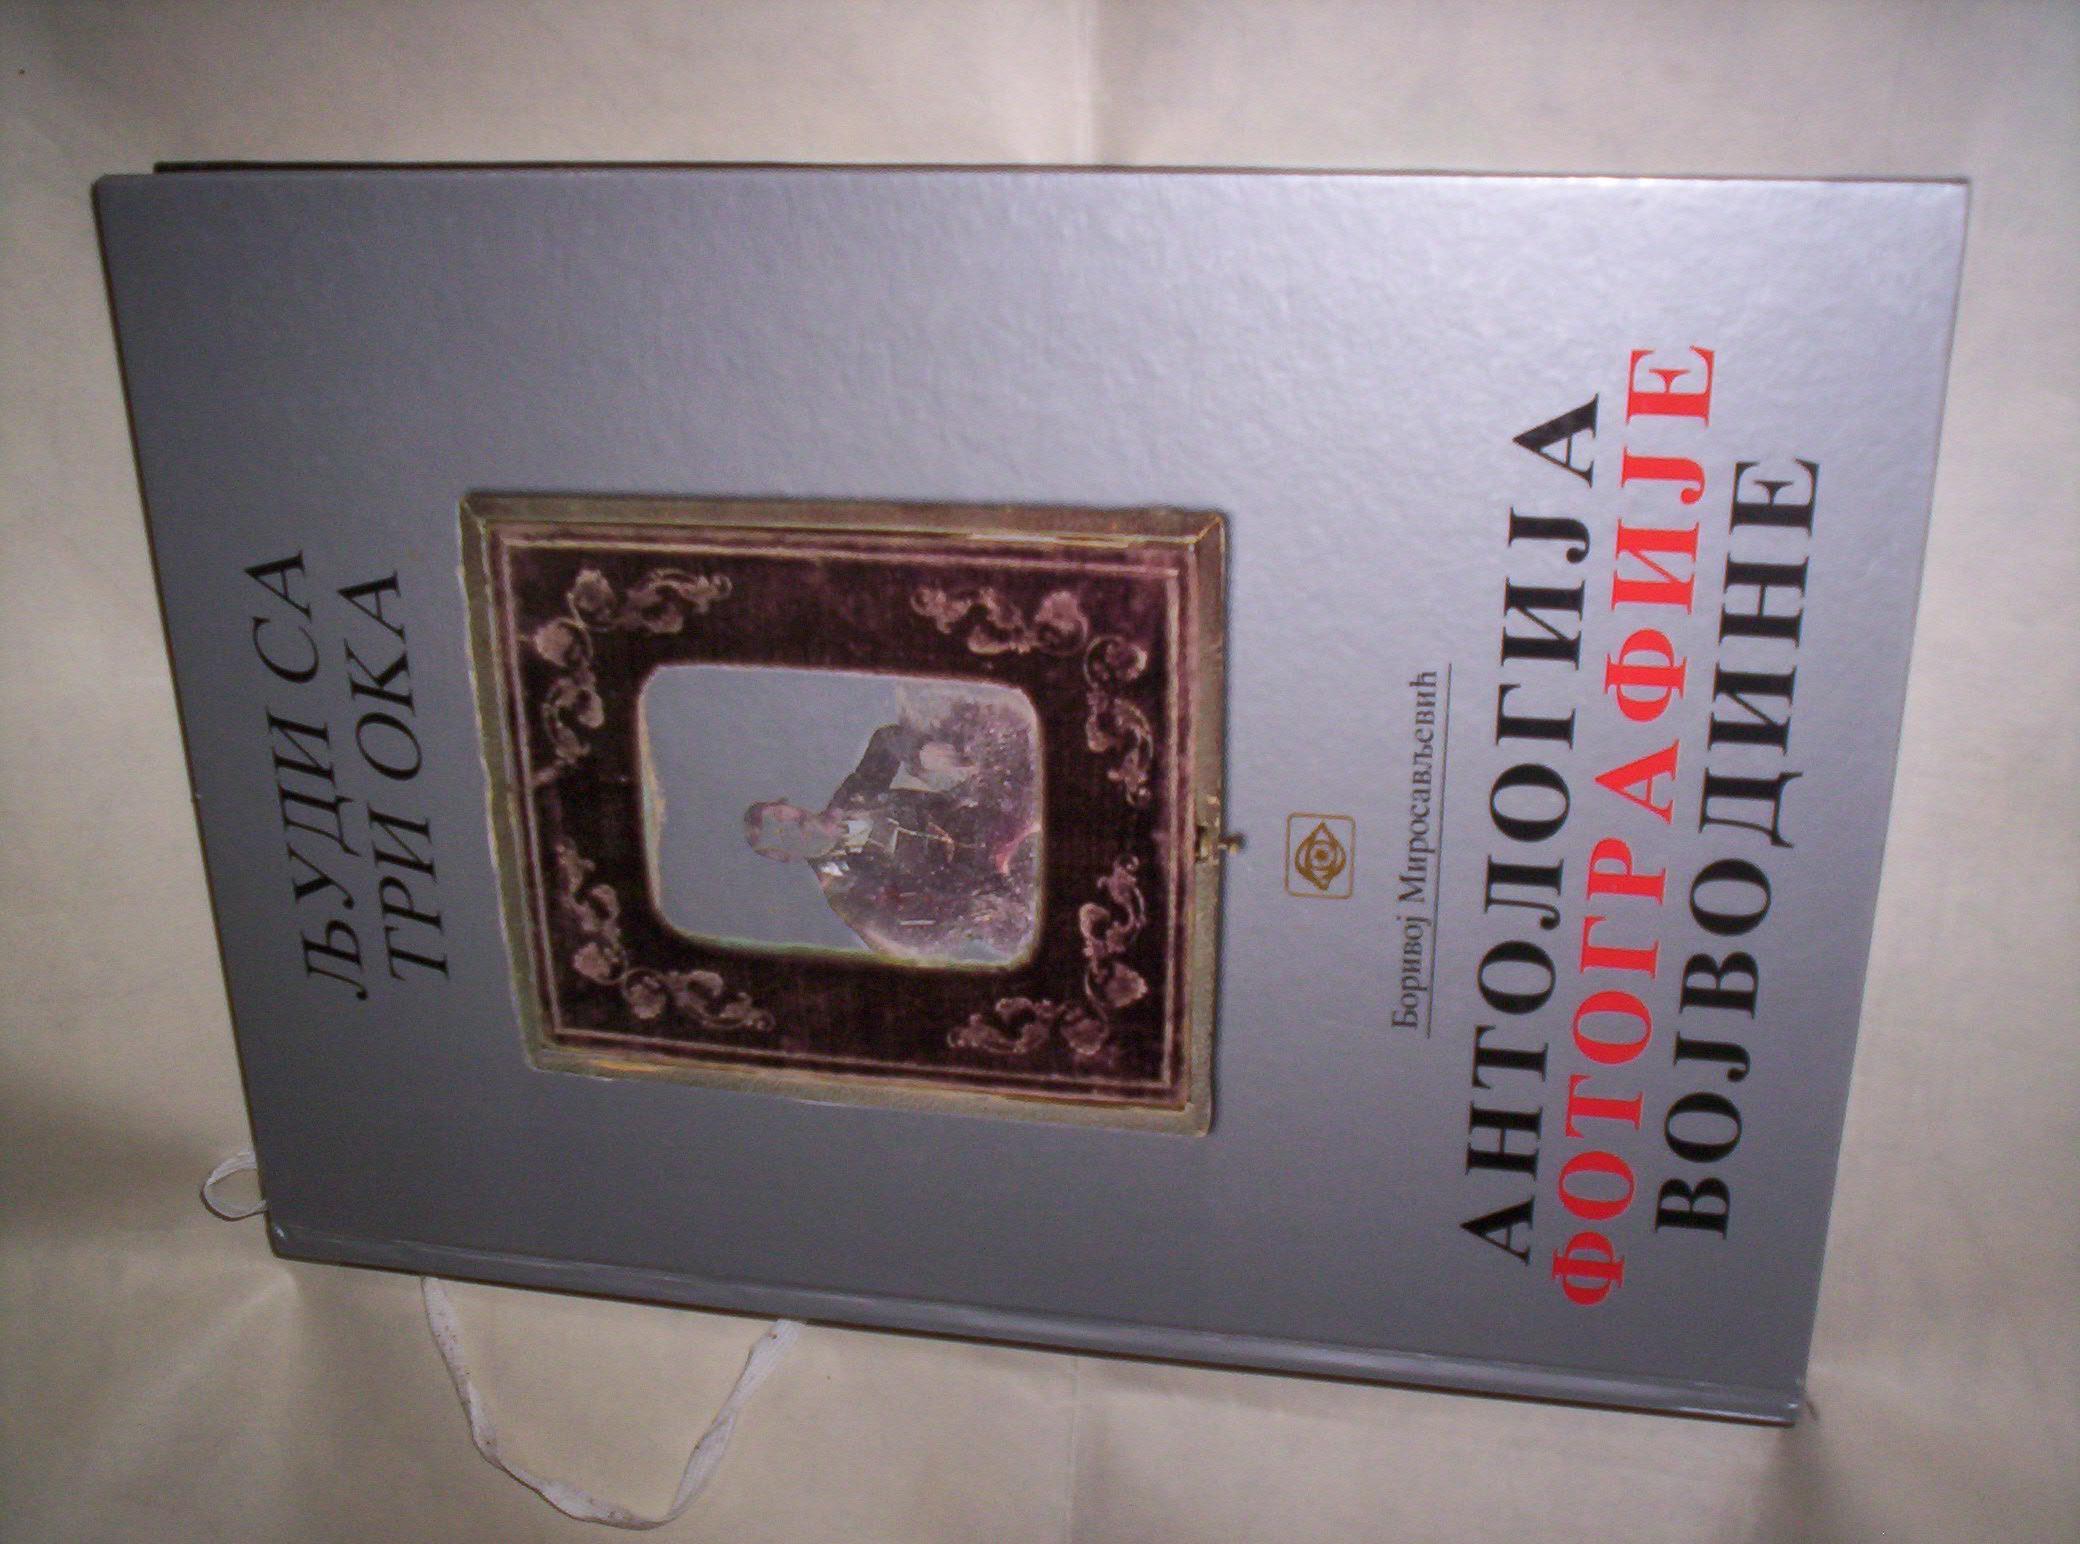 ЉУДИ СА
ТРИ ОКА
Боривој Миросављевић
АНТОЛОГИЈА
ФОТОГРАФИЈЕ
ВОЈВОДИНЕ